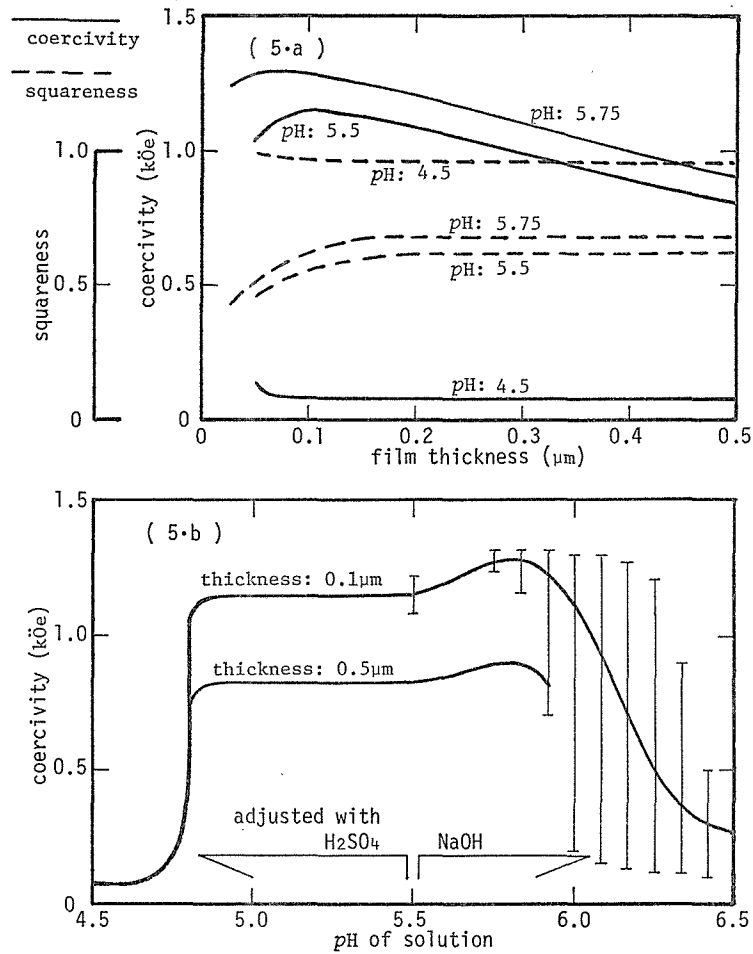 coercivity
squareness
( 5·a )
1.5
1.0
0.5
0
coercivity (kÖe)
1.0
0.5
0
squareness
pH: 5.75
pH: 5.5
pH: 4.5
pH: 5.75
pH: 5.5
pH: 4.5
0 0.1 0.2 0.3 0.4 0.5
film thickness (μm)
( 5·b )
1.5
1.0
0.5
0
coercivity (kÖe)
thickness: 0.1μm
thickness: 0.5μm
adjusted with
H₂SO₄ NaOH
4.5 5.0 5.5 6.0 6.5
pH of solution